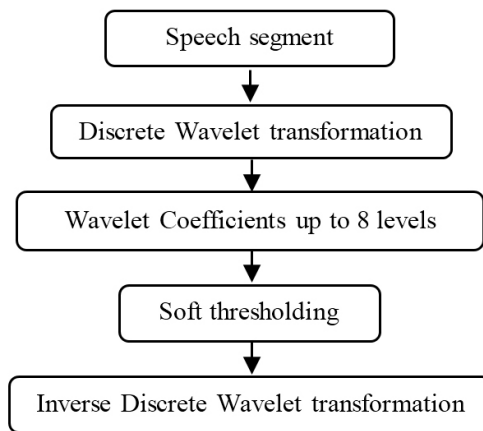 Speech segment
Discrete Wavelet transformation
Wavelet Coefficients up to 8 levels
Soft thresholding
Inverse Discrete Wavelet transformation